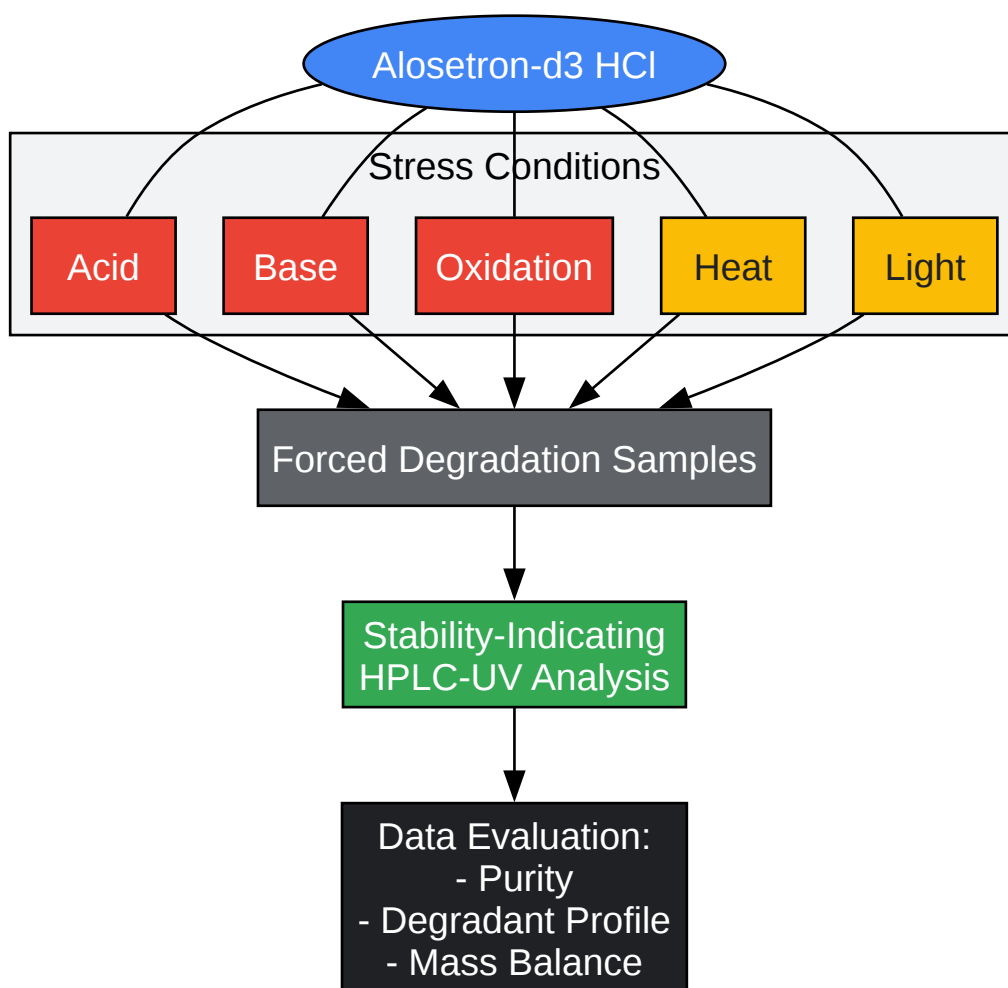 Alosetron-d3 HCl
Stress Conditions
Acid
Base
Oxidation
Heat
Light
Forced Degradation Samples
Stability-Indicating
HPLC-UV Analysis
Data Evaluation:
- Purity
- Degradant Profile
- Mass Balance